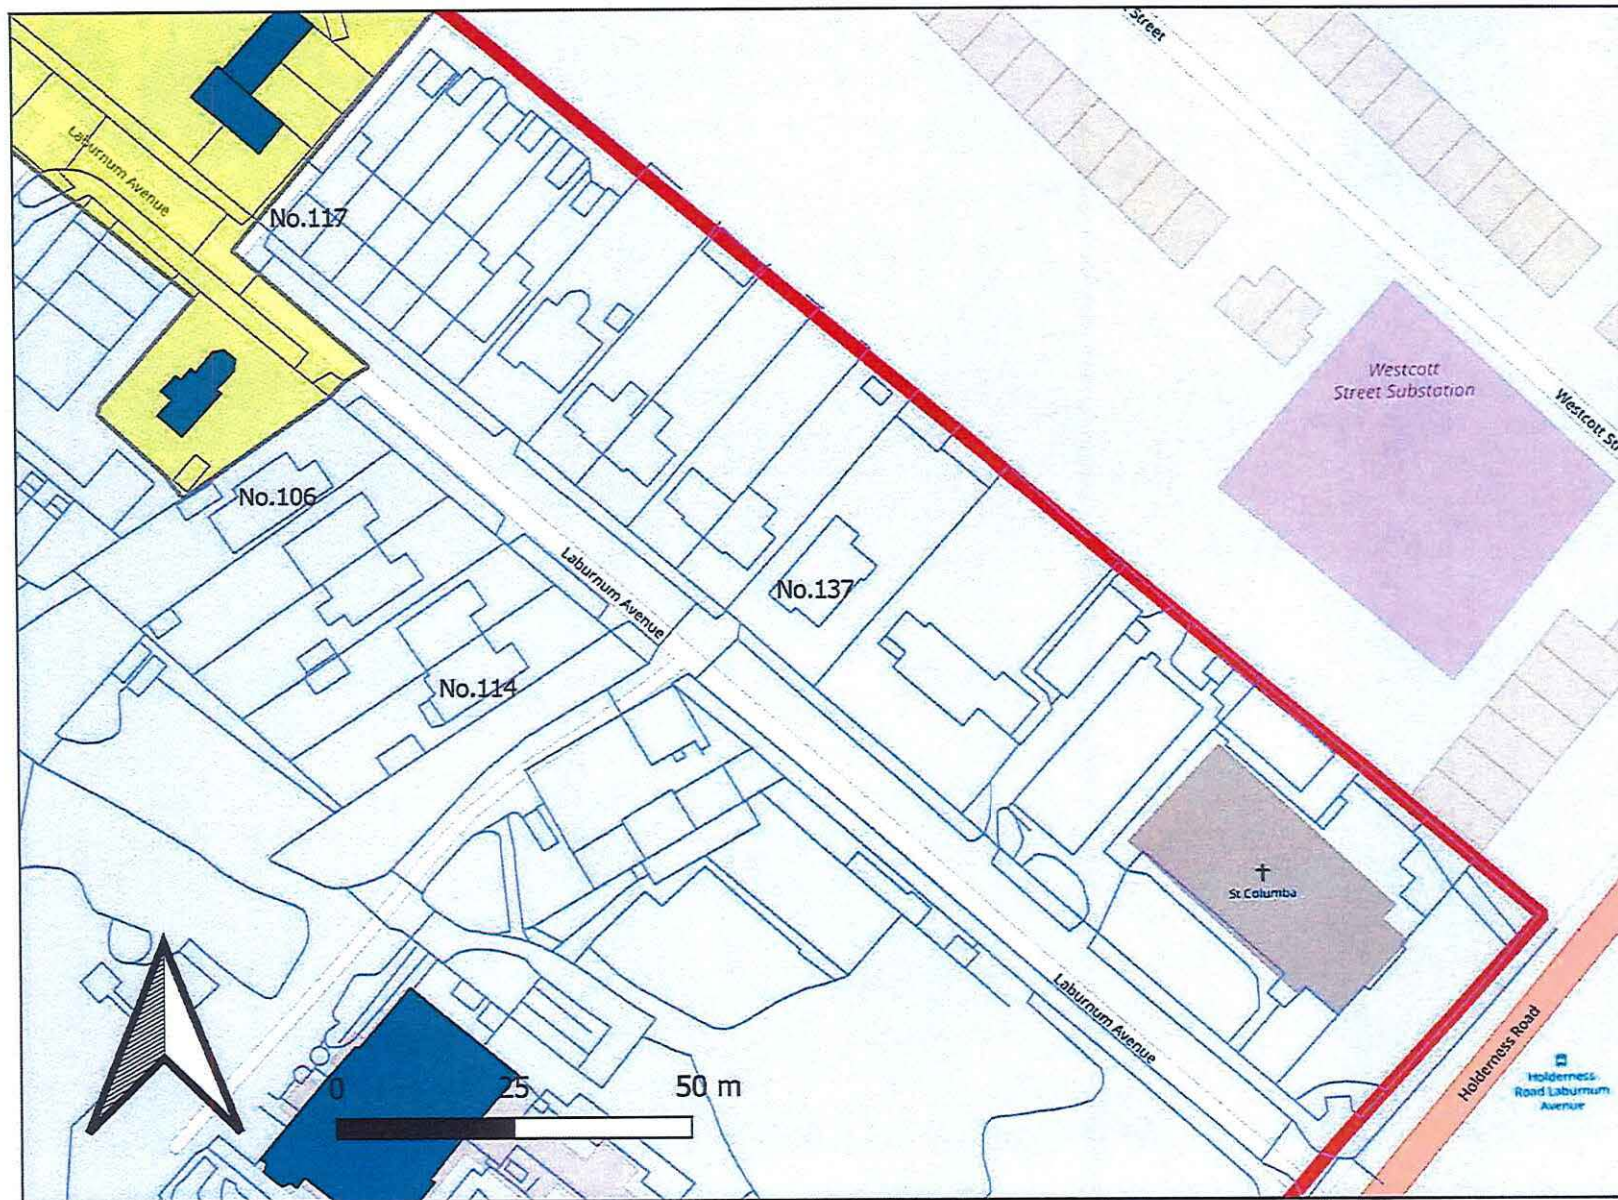 Street
Laburnum Avenue
No.117
Westcott
Street Substation
Westcott
No.106
No.137
Laburnum Avenue
No.114
✝
St Columba
Laburnum Avenue
Holderness Road
Holderness
Road Laburnum
Avenue
0 25 50 m